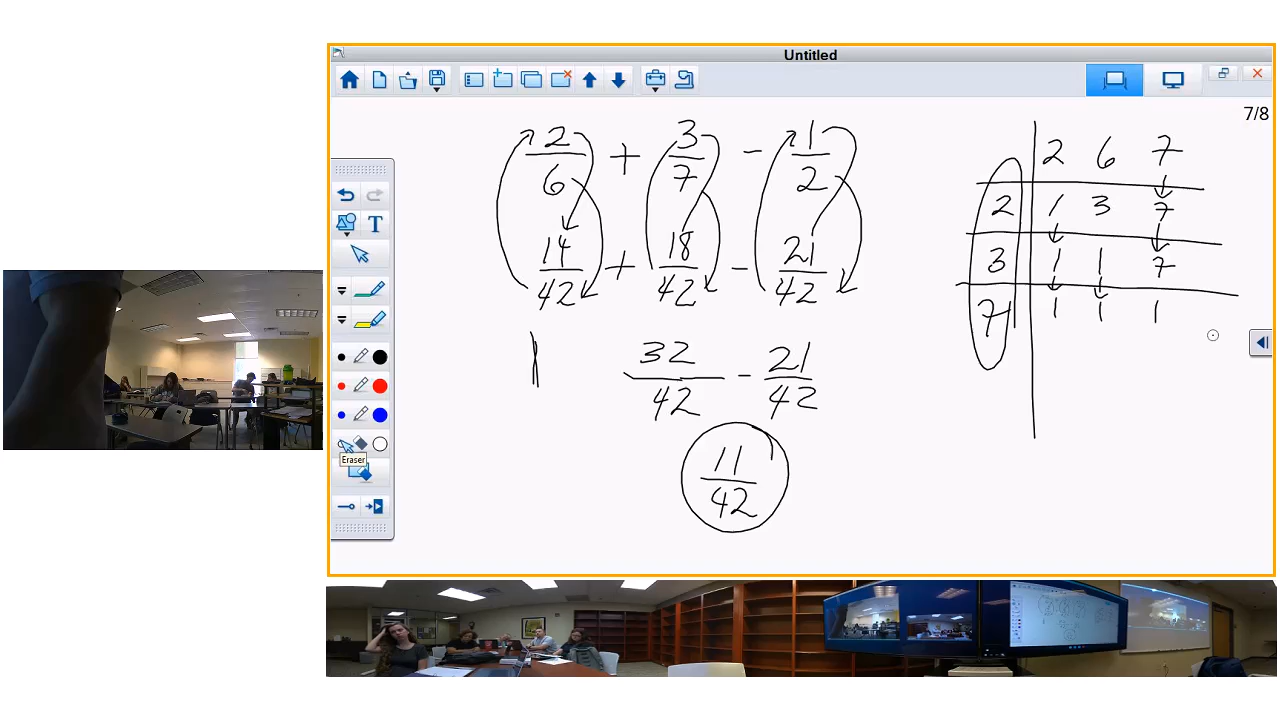 Untitled
7/8
2/6 + 3/7 - 1/2
14/42 + 18/42 - 21/42
32/42 - 21/42
11/42
2 6 7
2 1 3 7
3 1 1 7
7 1 1 1
T
Eraser